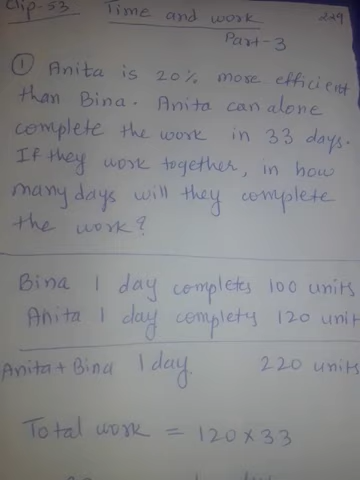 Clip-53 Time and work 229
Part-3
① Anita is 20% more efficient
than Bina. Anita can alone
complete the work in 33 days.
If they work together, in how
many days will they complete
the work?
Bina 1 day completes 100 units
Anita 1 day completes 120 unit
Anita + Bina 1 day. 220 units
Total work = 120 × 33